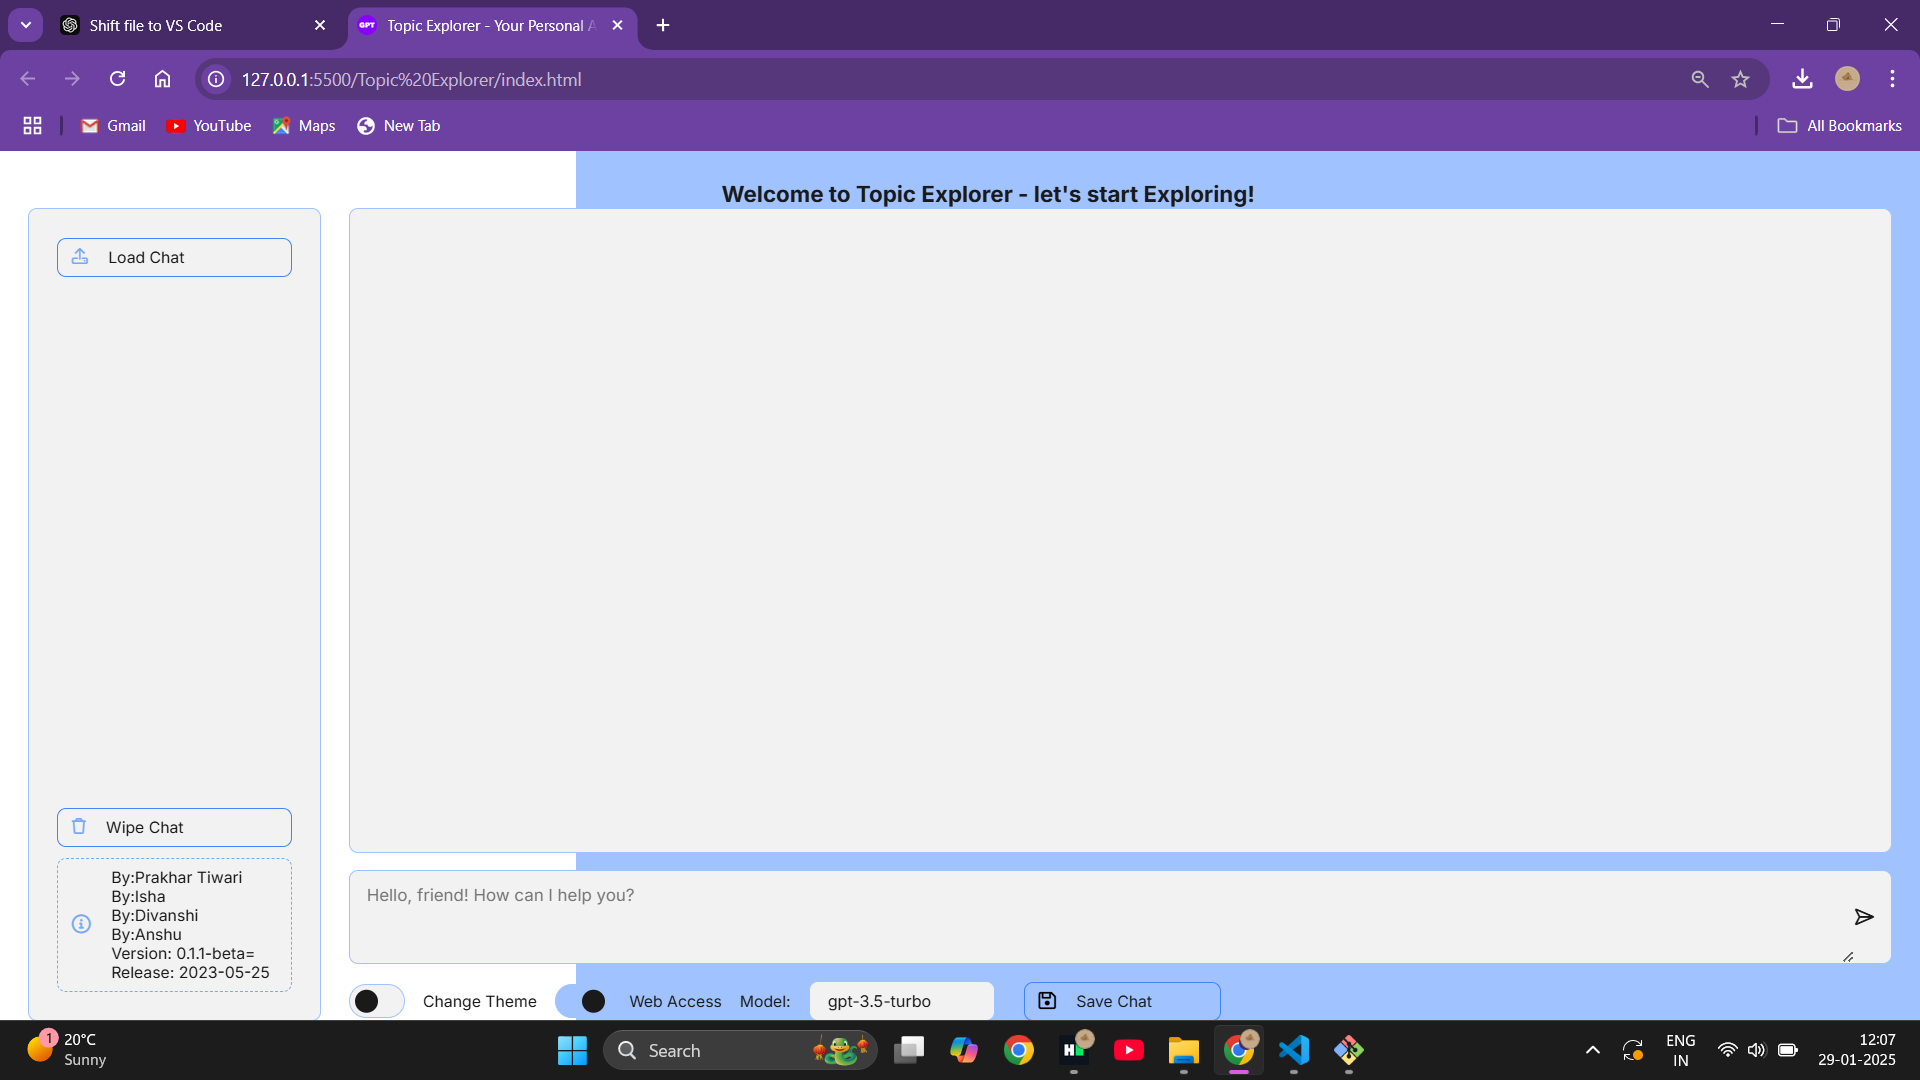 Shift file to VS Code
GPT
Topic Explorer - Your Personal A
127.0.0.1:5500/Topic%20Explorer/index.html
Gmail
YouTube
Maps
New Tab
All Bookmarks
Welcome to Topic Explorer - let's start Exploring!
Load Chat
Wipe Chat
By:Prakhar Tiwari
By:Isha
By:Divanshi
By:Anshu
Version: 0.1.1-beta=
Release: 2023-05-25
Hello, friend! How can I help you?
Change Theme
Web Access
Model:
gpt-3.5-turbo
Save Chat
1
20°C
Sunny
Search
ENG
IN
12:07
29-01-2025